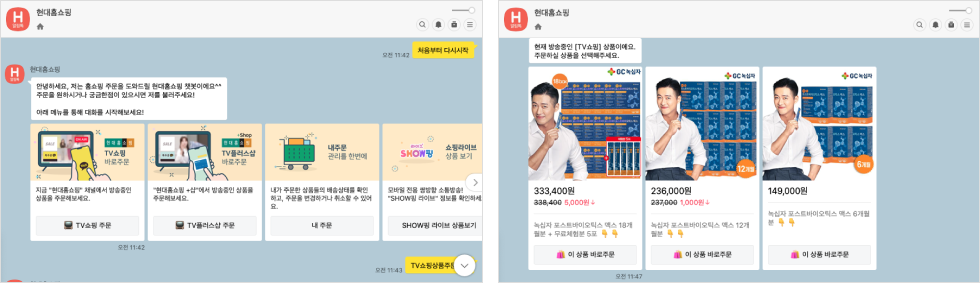 현대홈쇼핑
처음부터 다시시작
오전 11:42
현대홈쇼핑
안녕하세요, 저는 홈쇼핑 주문을 도와드릴 현대홈쇼핑 챗봇이에요^^
주문을 원하시거나 궁금한점이 있으시면 저를 불러주세요!
아래 메뉴를 통해 대화를 시작해보세요!
TV쇼핑
바로주문
지금 "현대홈쇼핑" 채널에서 방송중인
상품을 주문해보세요.
TV쇼핑 주문
+Shop
TV플러스샵
바로주문
"현대홈쇼핑 +샵"에서 방송중인 상품을
주문해보세요.
TV플러스샵 주문
내주문
관리를 한번에
내가 주문한 상품들의 배송상태를 확인
하고, 주문을 변경하거나 취소할 수 있어
요.
내 주문
SHOW핑
쇼핑라이브
상품 보기
모바일 전용 쌍방향 소통방송
"SHOW핑 라이브" 정보를 확인하세
SHOW핑 라이브 상품보기
오전 11:42
오전 11:43
TV쇼핑상품주문
현대홈쇼핑
현재 방송중인 [TV쇼핑] 상품이에요.
주문하실 상품을 선택해주세요.
GC녹십자
18개월
333,400원
338,400 5,000원↓
녹십자 포스트바이오틱스 맥스 18개
월분 + 무료체험분 5포
이 상품 바로주문
GC녹십자
12개월
236,000원
237,000 1,000원↓
녹십자 포스트바이오틱스 맥스 12개
월분
이 상품 바로주문
GC녹십자
6개월
149,000원
녹십자 포스트바이오틱스 맥스 6개월
분
이 상품 바로주문
오전 11:47